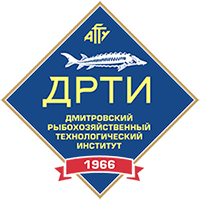 АГТУ
ДРТИ
ДМИТРОВСКИЙ
РЫБОХОЗЯЙСТВЕННЫЙ
ТЕХНОЛОГИЧЕСКИЙ
ИНСТИТУТ
1966